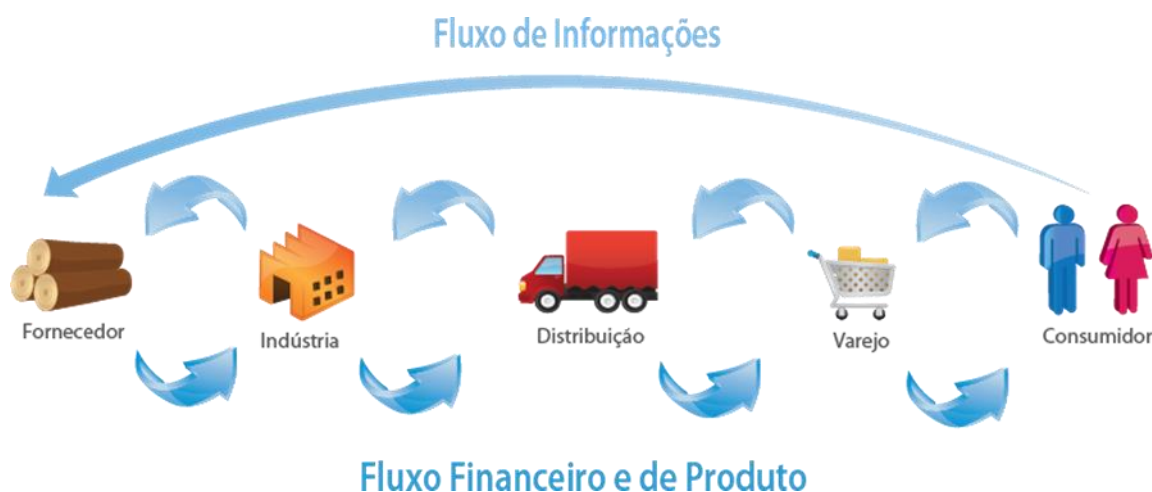 Fluxo de Informações
Fornecedor
Indústria
Distribuição
Varejo
Consumidor
Fluxo Financeiro e de Produto